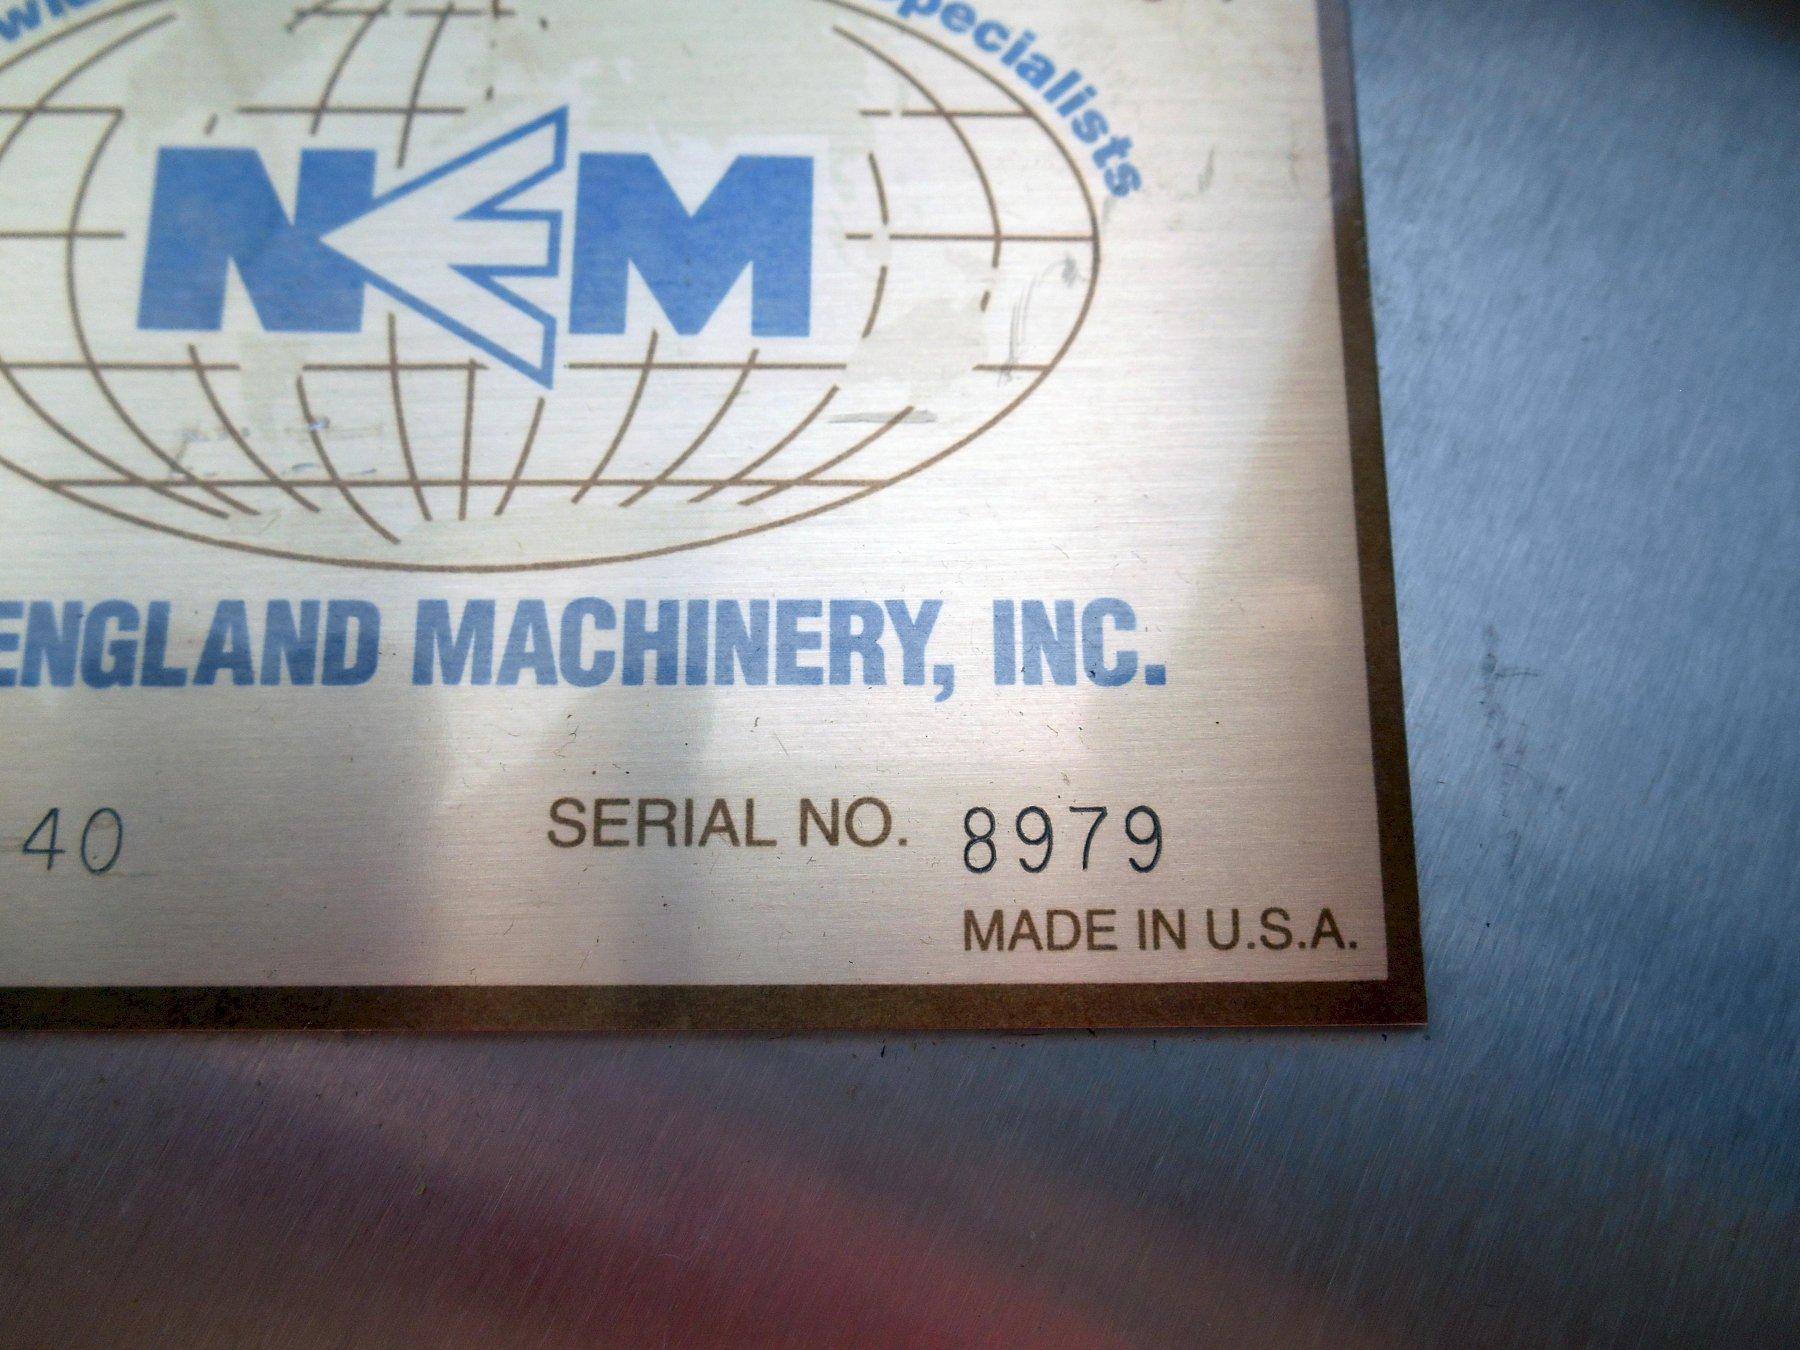 specialists
NEM
ENGLAND MACHINERY, INC.
40 SERIAL NO. 8979
MADE IN U.S.A.